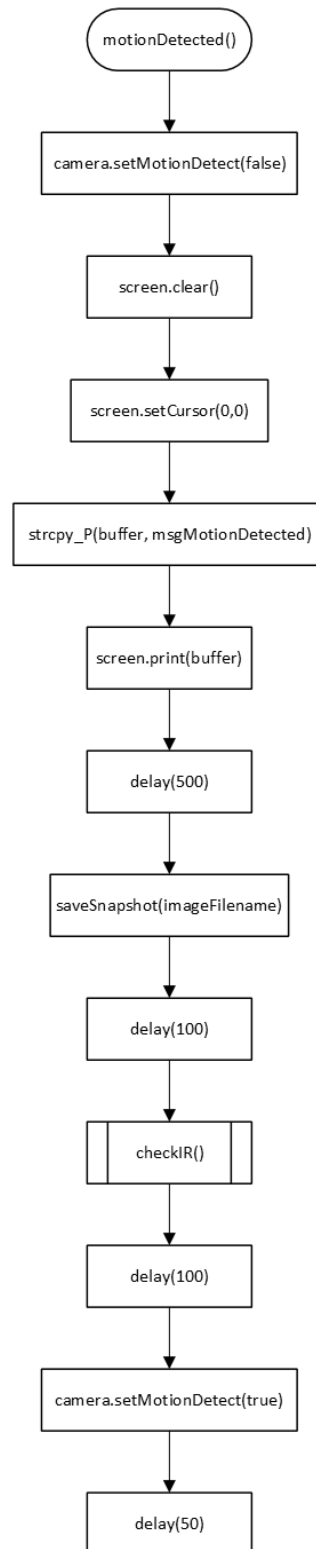 motionDetected()
camera.setMotionDetect(false)
screen.clear()
screen.setCursor(0,0)
strcpy_P(buffer, msgMotionDetected)
screen.print(buffer)
delay(500)
saveSnapshot(imageFilename)
delay(100)
checkIR()
delay(100)
camera.setMotionDetect(true)
delay(50)